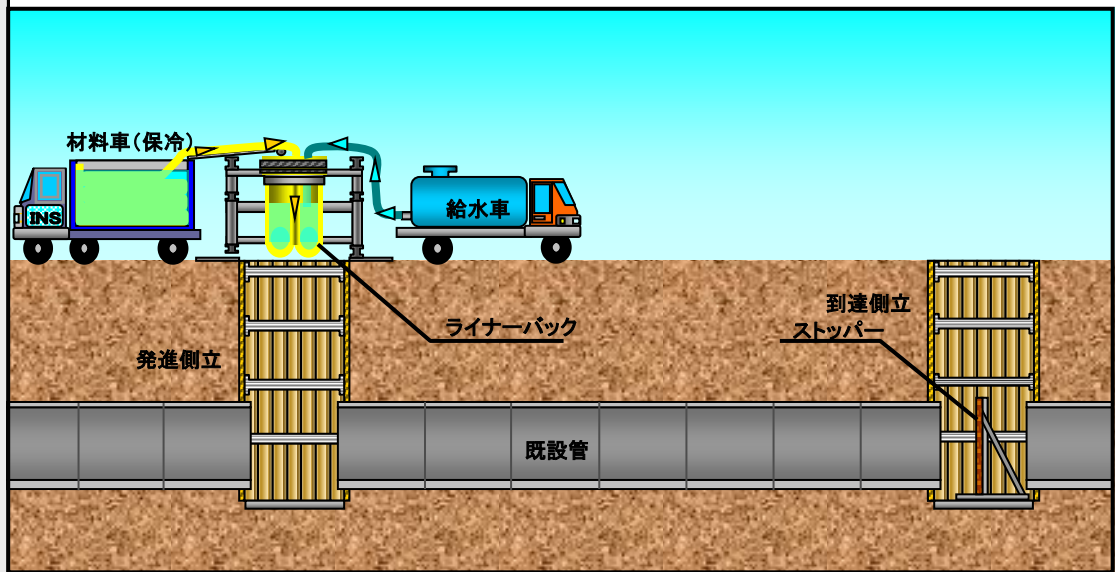 材料車(保冷)
INS
給水車
ライナーバック
発進側立
到達側立
ストッパー
既設管